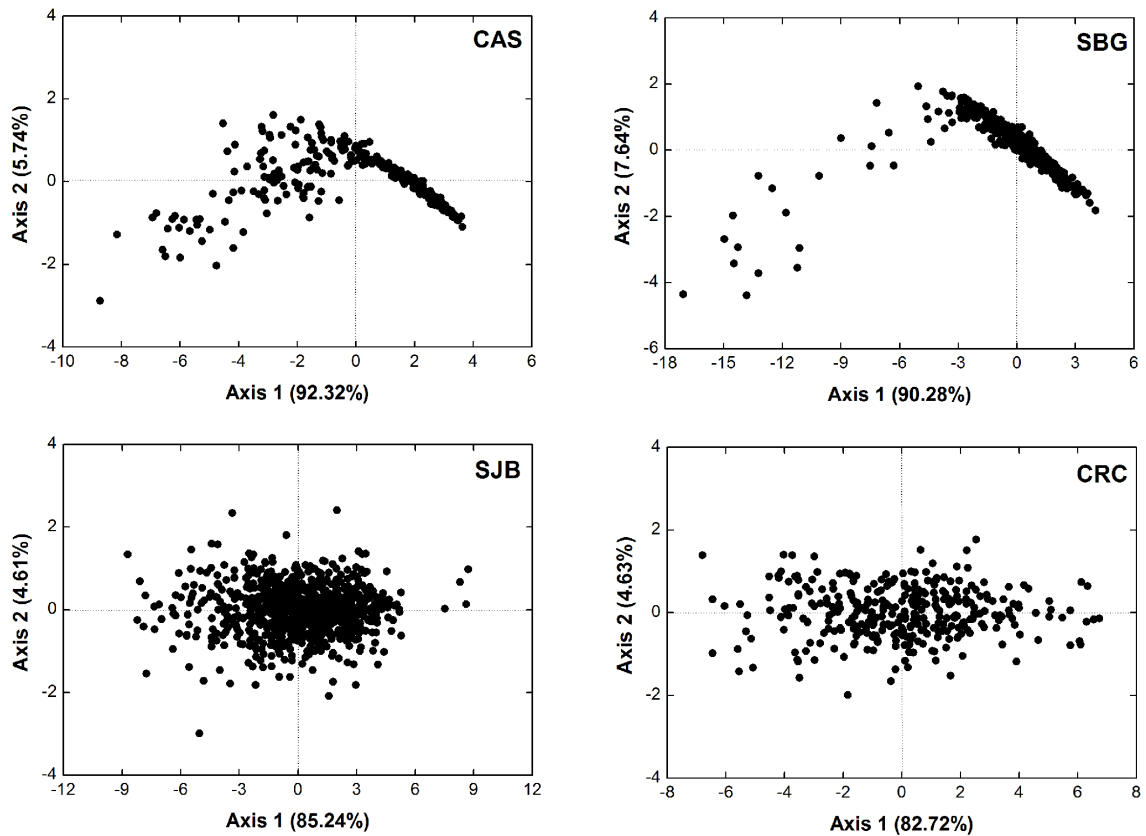 CAS
4
2
0
-2
-4
Axis 2 (5.74%)
-10 -8 -6 -4 -2 0 2 4 6
Axis 1 (92.32%)
SBG
4
2
0
-2
-4
-6
Axis 2 (7.64%)
-18 -15 -12 -9 -6 -3 0 3 6
Axis 1 (90.28%)
SJB
4
2
0
-2
-4
Axis 2 (4.61%)
-12 -9 -6 -3 0 3 6 9 12
Axis 1 (85.24%)
CRC
4
2
0
-2
-4
Axis 2 (4.63%)
-8 -6 -4 -2 0 2 4 6 8
Axis 1 (82.72%)